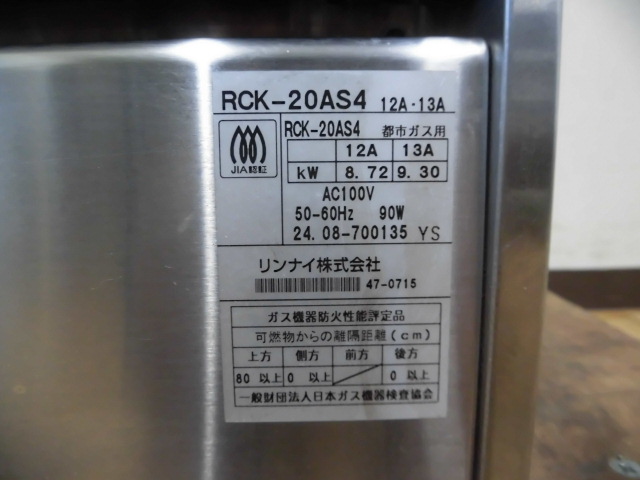 RCK-20AS4 12A・13A
JIA認証
RCK-20AS4 都市ガス用
12A 13A
kW 8.72 9.30
AC100V
50-60Hz 90W
24.08-700135 YS
リンナイ株式会社
47-0715
ガス機器防火性能評定品
可燃物からの離隔距離(cm)
上方 側方 前方 後方
80 以上 0 以上 0 以上
一般財団法人日本ガス機器検査協会